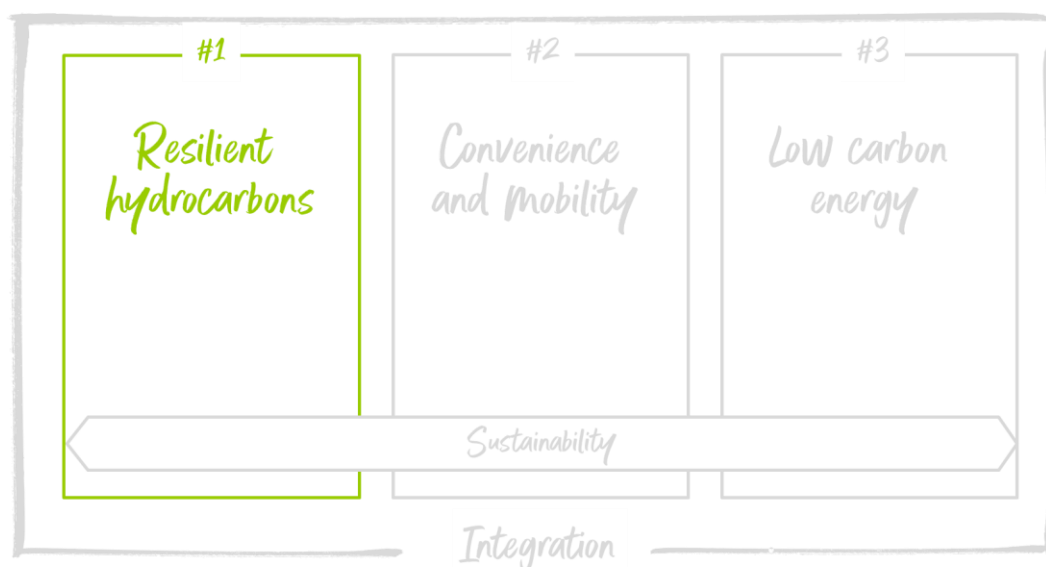 #1
Resilient
hydrocarbons
#2
Convenience
and mobility
#3
Low carbon
energy
Sustainability
Integration